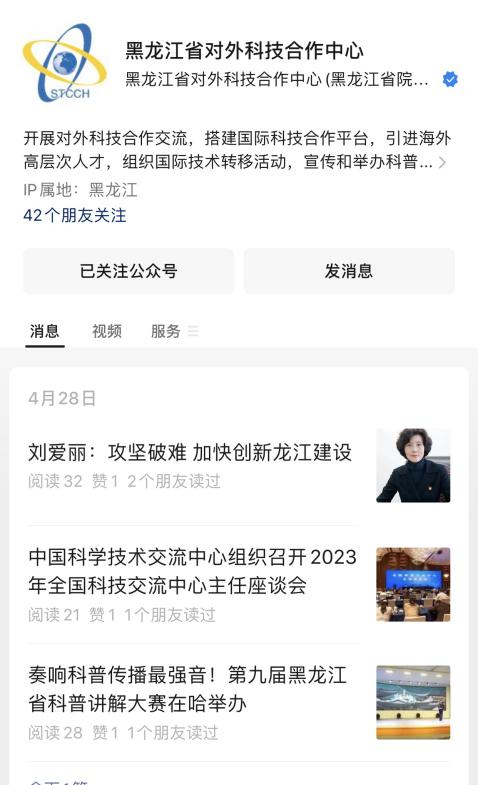 STCCH
黑龙江省对外科技合作中心
黑龙江省对外科技合作中心(黑龙江省院...
开展对外科技合作交流，搭建国际科技合作平台，引进海外
高层次人才，组织国际技术转移活动，宣传和举办科普...
IP属地：黑龙江
42个朋友关注
已关注公众号
发消息
消息 视频 服务
4月28日
刘爱丽：攻坚破难 加快创新龙江建设
阅读32 赞1 2个朋友读过
中国科学技术交流中心组织召开2023
年全国科技交流中心主任座谈会
阅读21 赞1 1个朋友读过
奏响科普传播最强音！第九届黑龙江
省科普讲解大赛在哈举办
阅读28 赞1 1个朋友读过